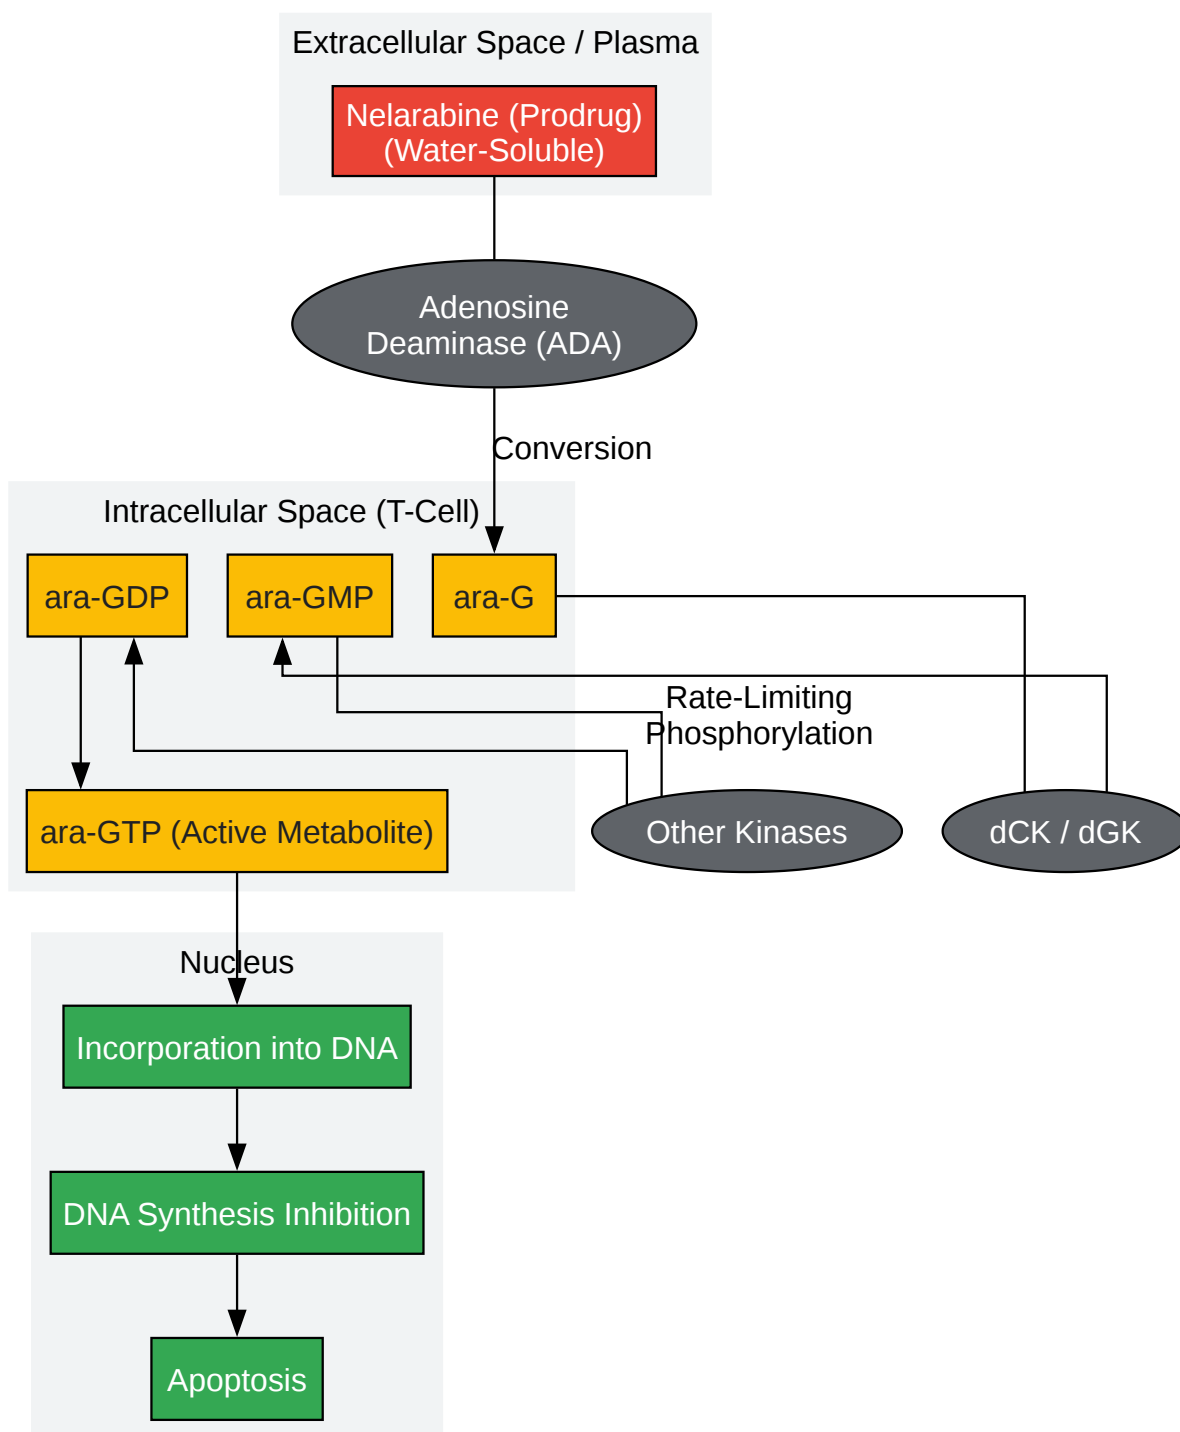 Extracellular Space / Plasma
Nelarabine (Prodrug)
(Water-Soluble)
Adenosine
Deaminase (ADA)
Conversion
Intracellular Space (T-Cell)
ara-GDP
ara-GMP
ara-G
Rate-Limiting
Phosphorylation
ara-GTP (Active Metabolite)
Other Kinases
dCK / dGK
Nucleus
Incorporation into DNA
DNA Synthesis Inhibition
Apoptosis